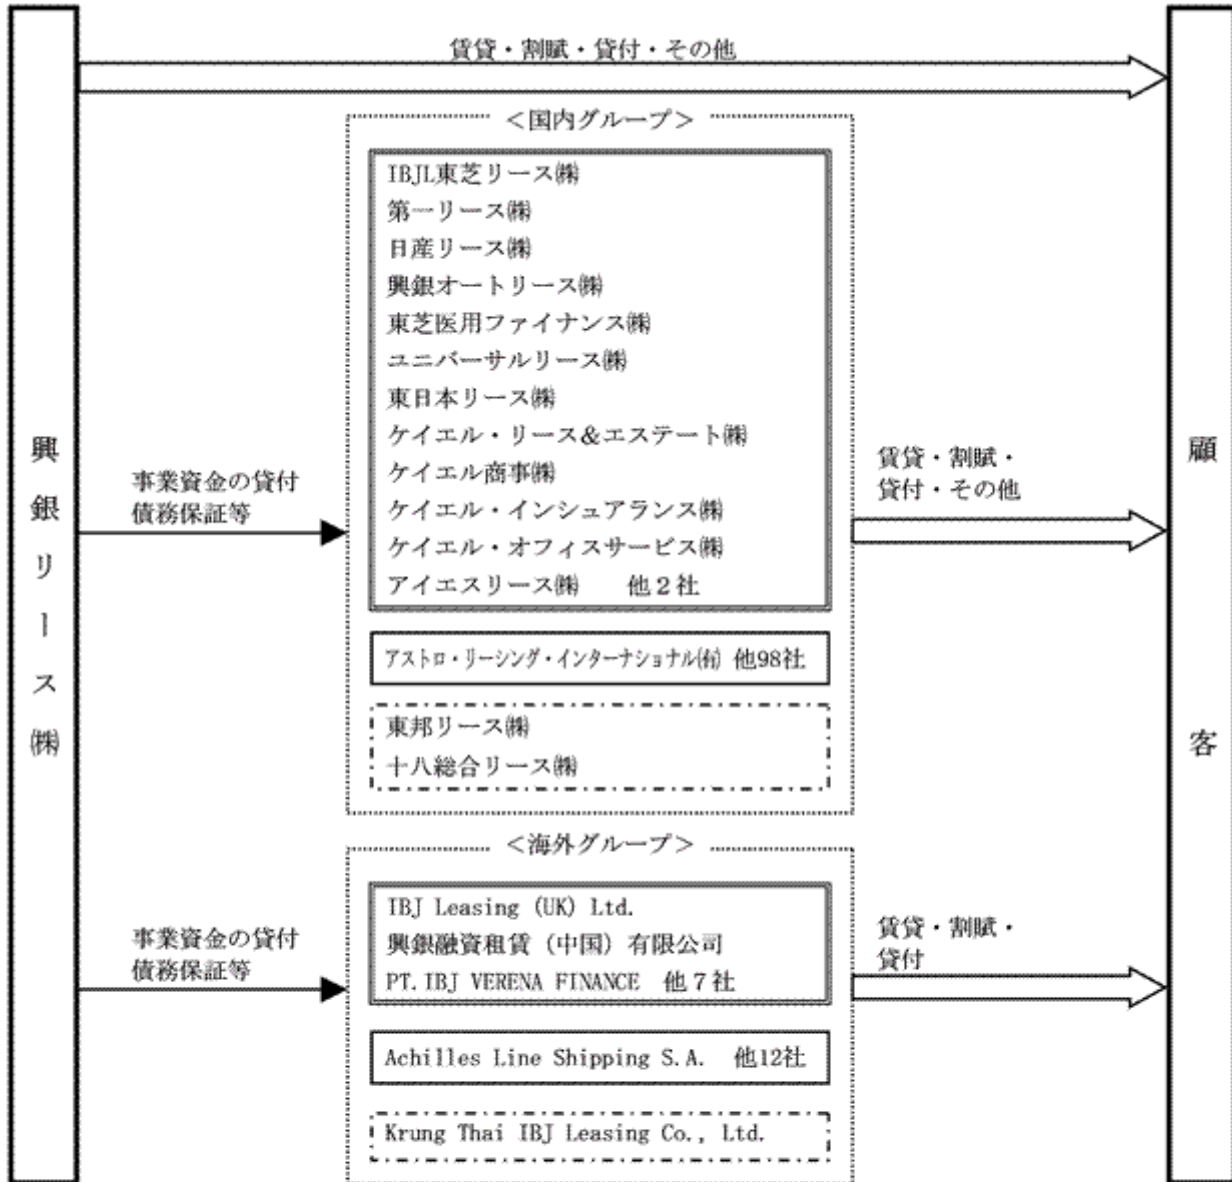 賃貸・割賦・貸付・その他
＜国内グループ＞
IBJL東芝リース㈱
第一リース㈱
日産リース㈱
興銀オートリース㈱
東芝医用ファイナンス㈱
ユニバーサルリース㈱
東日本リース㈱
ケイエル・リース&エステート㈱
ケイエル商事㈱
ケイエル・インシュアランス㈱
ケイエル・オフィスサービス㈱
アイエスリース㈱　他２社
アストロ・リーシング・インターナショナル㈲ 他98社
東邦リース㈱
十八総合リース㈱
興銀リース㈱
事業資金の貸付
債務保証等
賃貸・割賦・
貸付・その他
顧客
＜海外グループ＞
IBJ Leasing (UK) Ltd.
興銀融資租賃（中国）有限公司
PT. IBJ VERENA FINANCE　他７社
Achilles Line Shipping S.A.　他12社
Krung Thai IBJ Leasing Co., Ltd.
事業資金の貸付
債務保証等
賃貸・割賦・
貸付